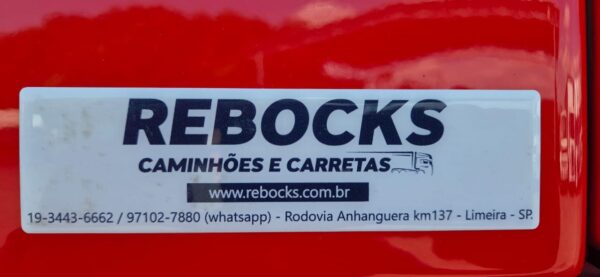 REBOCKS
CAMINHÕES E CARRETAS
www.rebocks.com.br
19-3443-6662 / 97102-7880 (whatsapp) - Rodovia Anhanguera km137 - Limeira - SP.